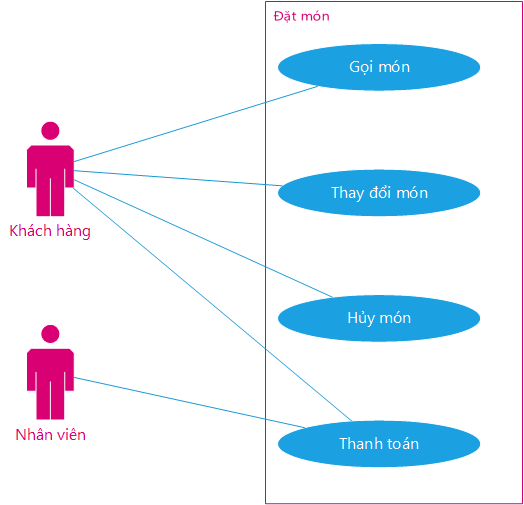 Đặt món
Gọi món
Thay đổi món
Khách hàng
Hủy món
Nhân viên
Thanh toán